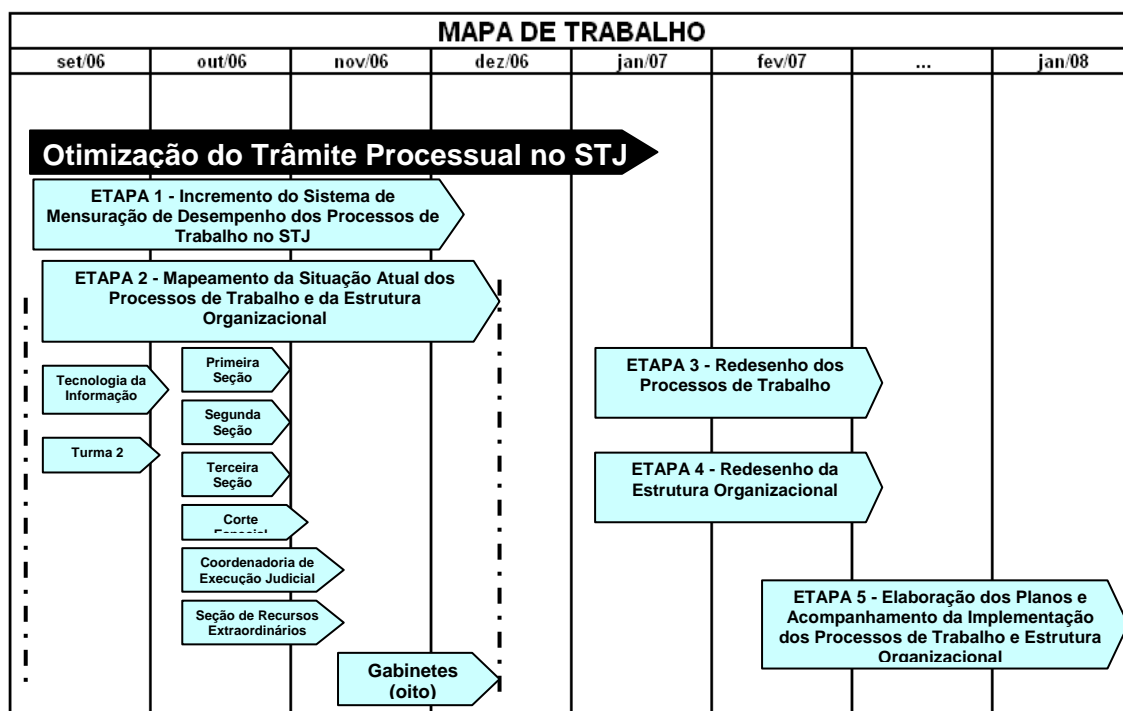 MAPA DE TRABALHO
set/06 out/06 nov/06 dez/06 jan/07 fev/07 ... jan/08
Otimização do Trâmite Processual no STJ
ETAPA 1 - Incremento do Sistema de
Mensuração de Desempenho dos Processos de
Trabalho no STJ
ETAPA 2 - Mapeamento da Situação Atual dos
Processos de Trabalho e da Estrutura
Organizacional
Tecnologia da
Informação
Turma 2
Primeira
Seção
Segunda
Seção
Terceira
Seção
Corte
Especial
Coordenadoria de
Execução Judicial
Seção de Recursos
Extraordinários
Gabinetes
(oito)
ETAPA 3 - Redesenho dos
Processos de Trabalho
ETAPA 4 - Redesenho da
Estrutura Organizacional
ETAPA 5 - Elaboração dos Planos e
Acompanhamento da Implementação
dos Processos de Trabalho e Estrutura
Organizacional